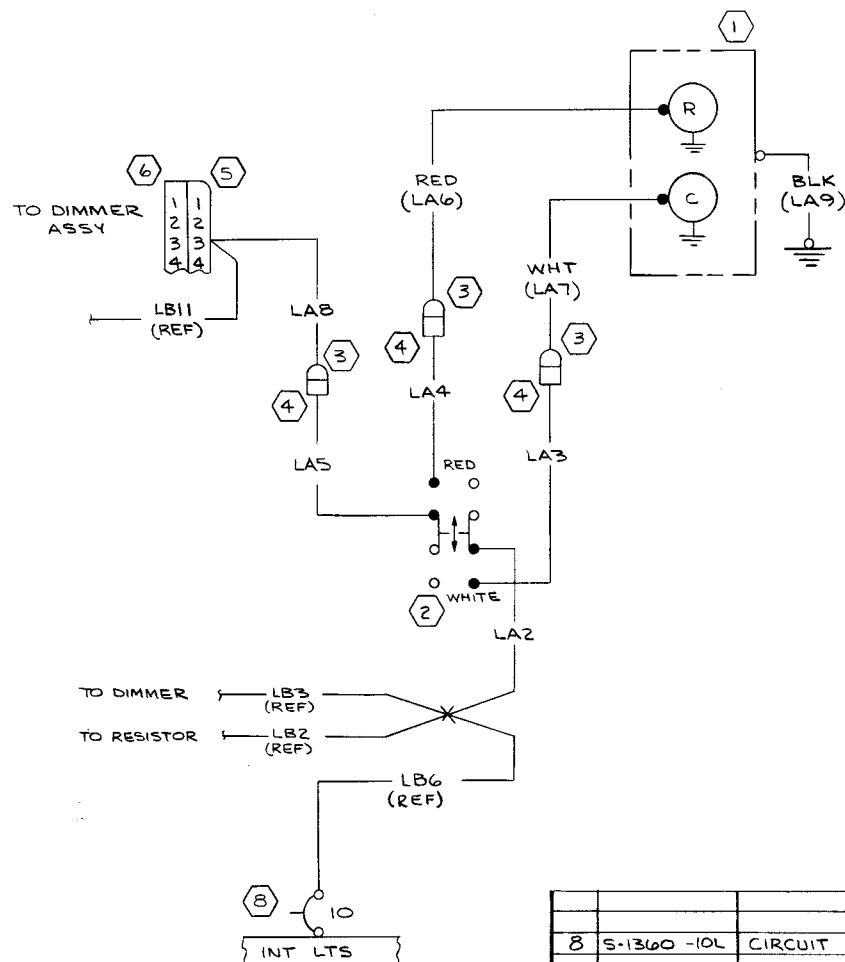 1
R
6
5
RED
(LA6)
C
BLK
(LA9)
TO DIMMER
ASSY
1 1
2 2
3 3
4 4
WHT
(LA7)
3
LB11
(REF)
LA8
3
4
3
4
LA4
4
LA5
RED
LA3
2
WHITE
LA2
TO DIMMER
LB3
(REF)
TO RESISTOR
LB2
(REF)
LB6
(REF)
8
10
INT LTS
8 S-1360 -10L CIRCUIT